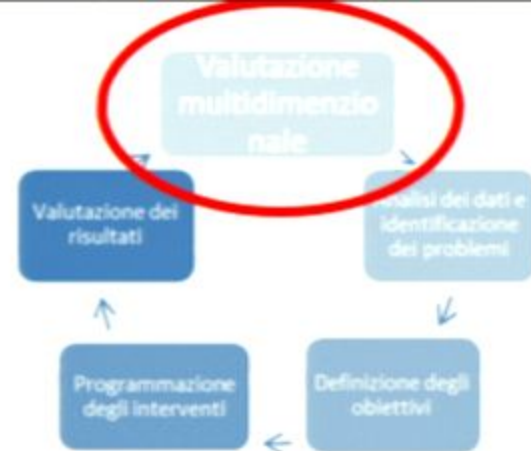 Valutazione
multidimenzio
nale
Analisi dei dati e
identificazione
dei problemi
Definizione degli
obiettivi
Programmazione
degli interventi
Valutazione dei
risultati